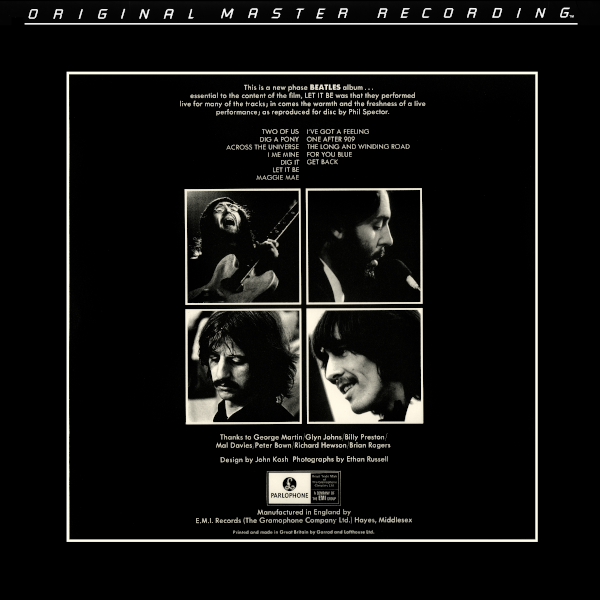 ORIGINAL MASTER RECORDING™
This is a new phase BEATLES album . . .
essential to the content of the film, LET IT BE was that they performed
live for many of the tracks; in comes the warmth and the freshness of a live
performance; as reproduced for disc by Phil Spector.
TWO OF US
DIG A PONY
ACROSS THE UNIVERSE
I ME MINE
DIG IT
LET IT BE
MAGGIE MAE
I'VE GOT A FEELING
ONE AFTER 909
THE LONG AND WINDING ROAD
FOR YOU BLUE
GET BACK
Thanks to George Martin/Glyn Johns/Billy Preston/
Mal Davies/Peter Bown/Richard Hewson/Brian Rogers
Design by John Kosh Photographs by Ethan Russell
PARLOPHONE
A COMPANY OF
THE EMI GROUP
Manufactured in England by
E.M.I. Records (The Gramophone Company Ltd.) Hayes, Middlesex
Printed and made in Great Britain by Garrod and Lofthouse Ltd.